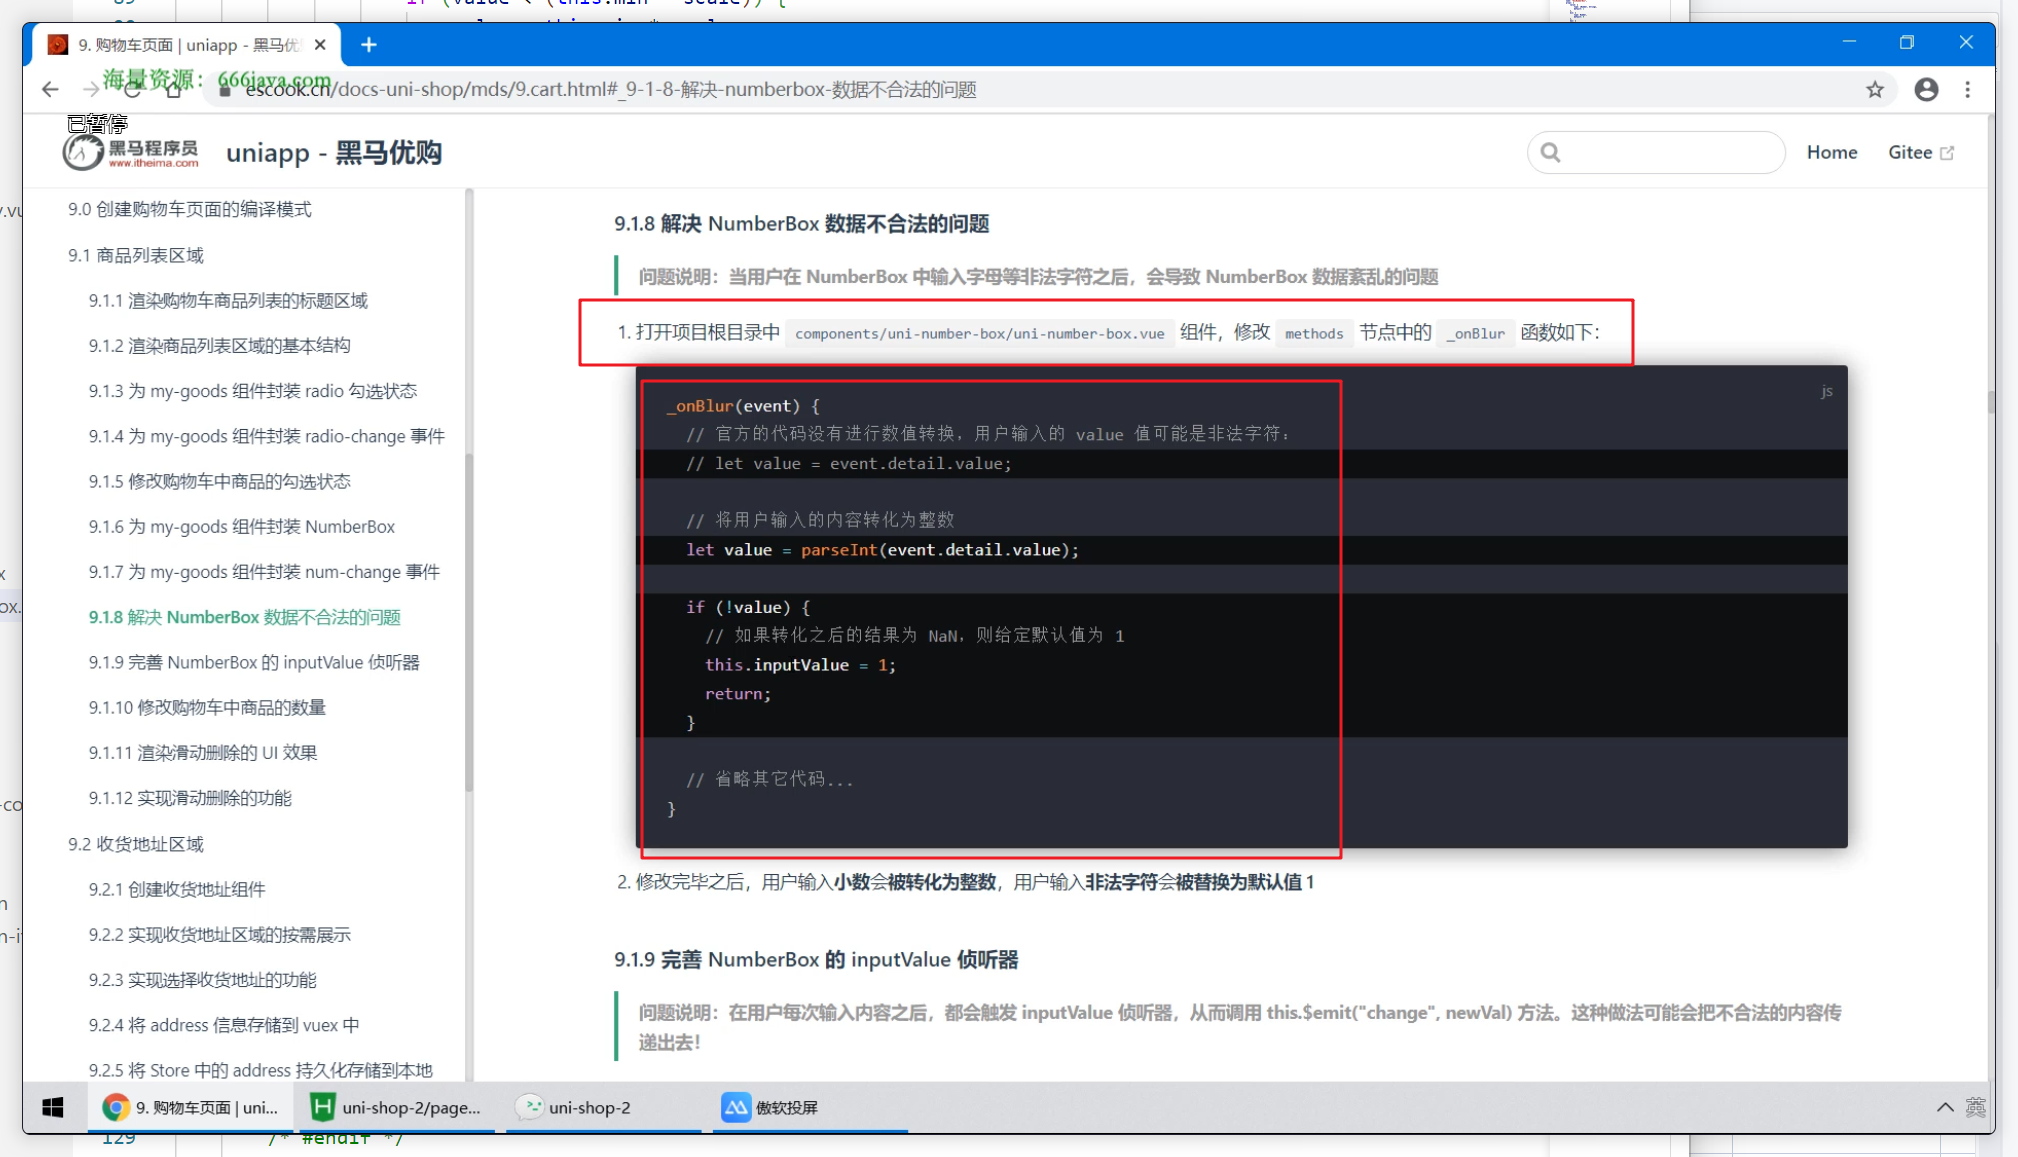 9. 购物车页面 | uniapp - 黑马优
海量资源：666java.com
escook.cn/docs-uni-shop/mds/9.cart.html#_9-1-8-解决-numberbox-数据不合法的问题
已暂停
黑马程序员
www.itheima.com
uniapp - 黑马优购
Home
Gitee
9.0 创建购物车页面的编译模式
9.1 商品列表区域
9.1.1 渲染购物车商品列表的标题区域
9.1.2 渲染商品列表区域的基本结构
9.1.3 为 my-goods 组件封装 radio 勾选状态
9.1.4 为 my-goods 组件封装 radio-change 事件
9.1.5 修改购物车中商品的勾选状态
9.1.6 为 my-goods 组件封装 NumberBox
9.1.7 为 my-goods 组件封装 num-change 事件
9.1.8 解决 NumberBox 数据不合法的问题
9.1.9 完善 NumberBox 的 inputValue 侦听器
9.1.10 修改购物车中商品的数量
9.1.11 渲染滑动删除的 UI 效果
9.1.12 实现滑动删除的功能
9.2 收货地址区域
9.2.1 创建收货地址组件
9.2.2 实现收货地址区域的按需展示
9.2.3 实现选择收货地址的功能
9.2.4 将 address 信息存储到 vuex 中
9.2.5 将 Store 中的 address 持久化存储到本地
9.1.8 解决 NumberBox 数据不合法的问题
问题说明：当用户在 NumberBox 中输入字母等非法字符之后，会导致 NumberBox 数据紊乱的问题
1. 打开项目根目录中 components/uni-number-box/uni-number-box.vue 组件，修改 methods 节点中的 _onBlur 函数如下：
js
_onBlur(event) {
// 官方的代码没有进行数值转换，用户输入的 value 值可能是非法字符：
// let value = event.detail.value;
// 将用户输入的内容转化为整数
let value = parseInt(event.detail.value);
if (!value) {
// 如果转化之后的结果为 NaN，则给定默认值为 1
this.inputValue = 1;
return;
}
// 省略其它代码...
}
2. 修改完毕之后，用户输入小数会被转化为整数，用户输入非法字符会被替换为默认值 1
9.1.9 完善 NumberBox 的 inputValue 侦听器
问题说明：在用户每次输入内容之后，都会触发 inputValue 侦听器，从而调用 this.$emit("change", newVal) 方法。这种做法可能会把不合法的内容传
递出去！
9. 购物车页面 | uni...
uni-shop-2/page...
uni-shop-2
傲软投屏
英
129
/* #endif */